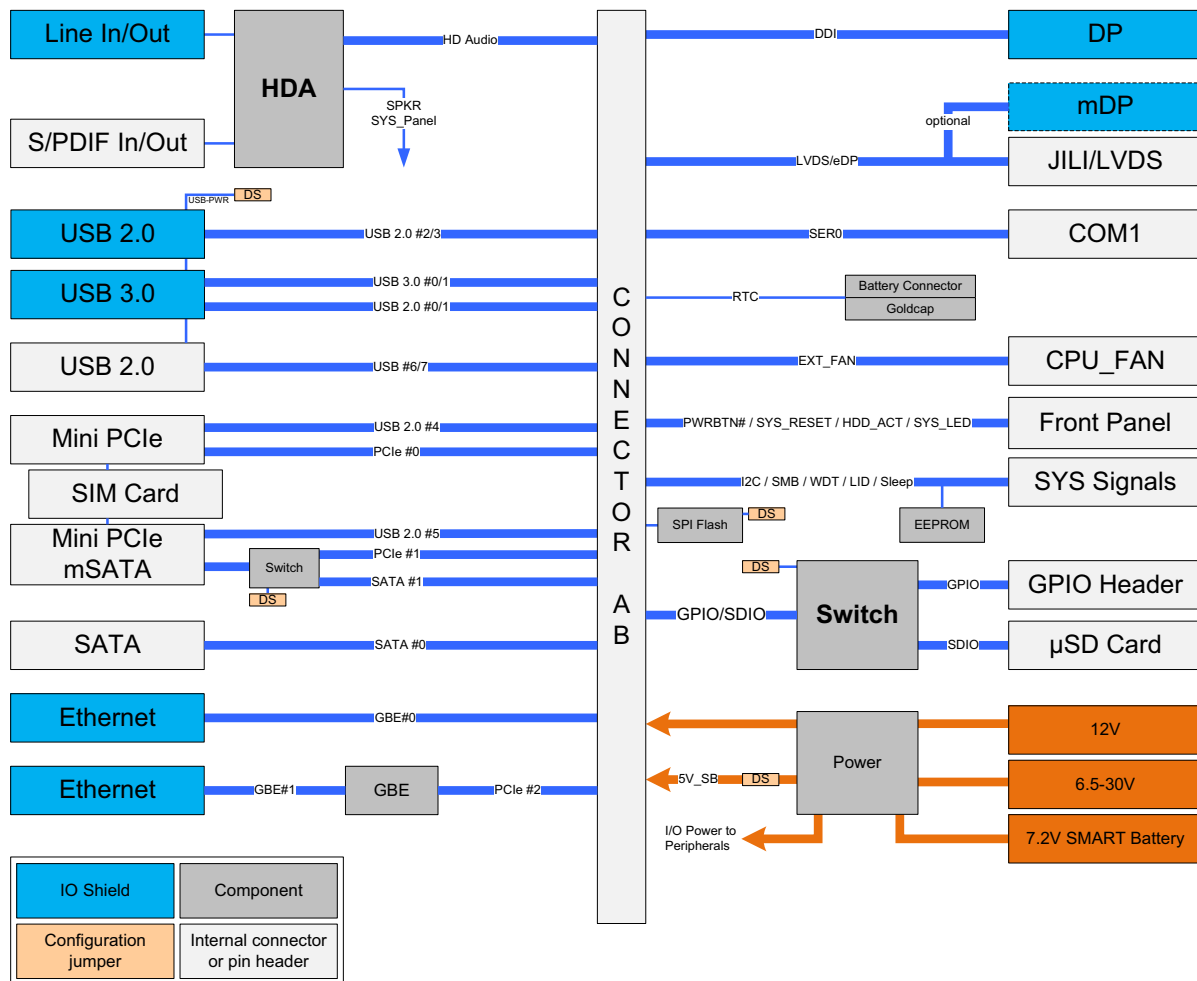 Line In/Out
HDA
HD Audio
SPKR
SYS_Panel
S/PDIF In/Out
USB-PWR
DS
USB 2.0
USB 2.0 #2/3
USB 3.0
USB 3.0 #0/1
USB 2.0 #0/1
USB 2.0
USB #6/7
Mini PCIe
USB 2.0 #4
PCIe #0
SIM Card
Mini PCIe
mSATA
USB 2.0 #5
Switch
PCIe #1
SATA #1
DS
SATA
SATA #0
Ethernet
GBE#0
Ethernet
GBE#1
GBE
PCIe #2
CONNECTOR AB
DDI
DP
optional
mDP
LVDS/eDP
JILI/LVDS
SER0
COM1
RTC
Battery Connector
Goldcap
EXT_FAN
CPU_FAN
PWRBTN# / SYS_RESET / HDD_ACT / SYS_LED
Front Panel
I2C / SMB / WDT / LID / Sleep
SYS Signals
SPI Flash
DS
EEPROM
DS
GPIO/SDIO
Switch
GPIO
GPIO Header
SDIO
µSD Card
Power
12V
5V_SB
DS
6.5-30V
I/O Power to
Peripherals
7.2V SMART Battery
IO Shield
Component
Configuration
jumper
Internal connector
or pin header